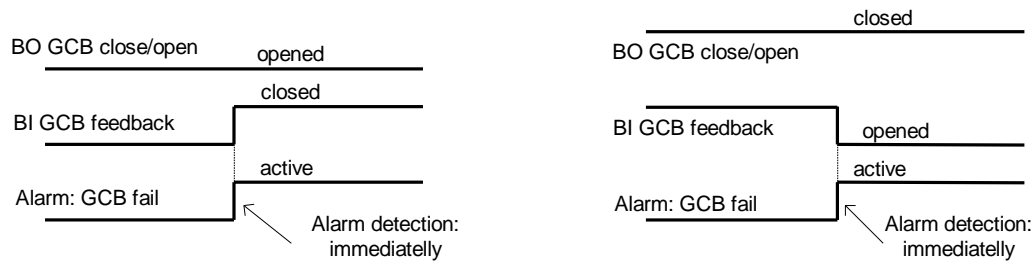 BO GCB close/open
opened
closed
BI GCB feedback
active
Alarm: GCB fail
Alarm detection:
immediatelly
closed
BO GCB close/open
BI GCB feedback
opened
active
Alarm: GCB fail
Alarm detection:
immediatelly